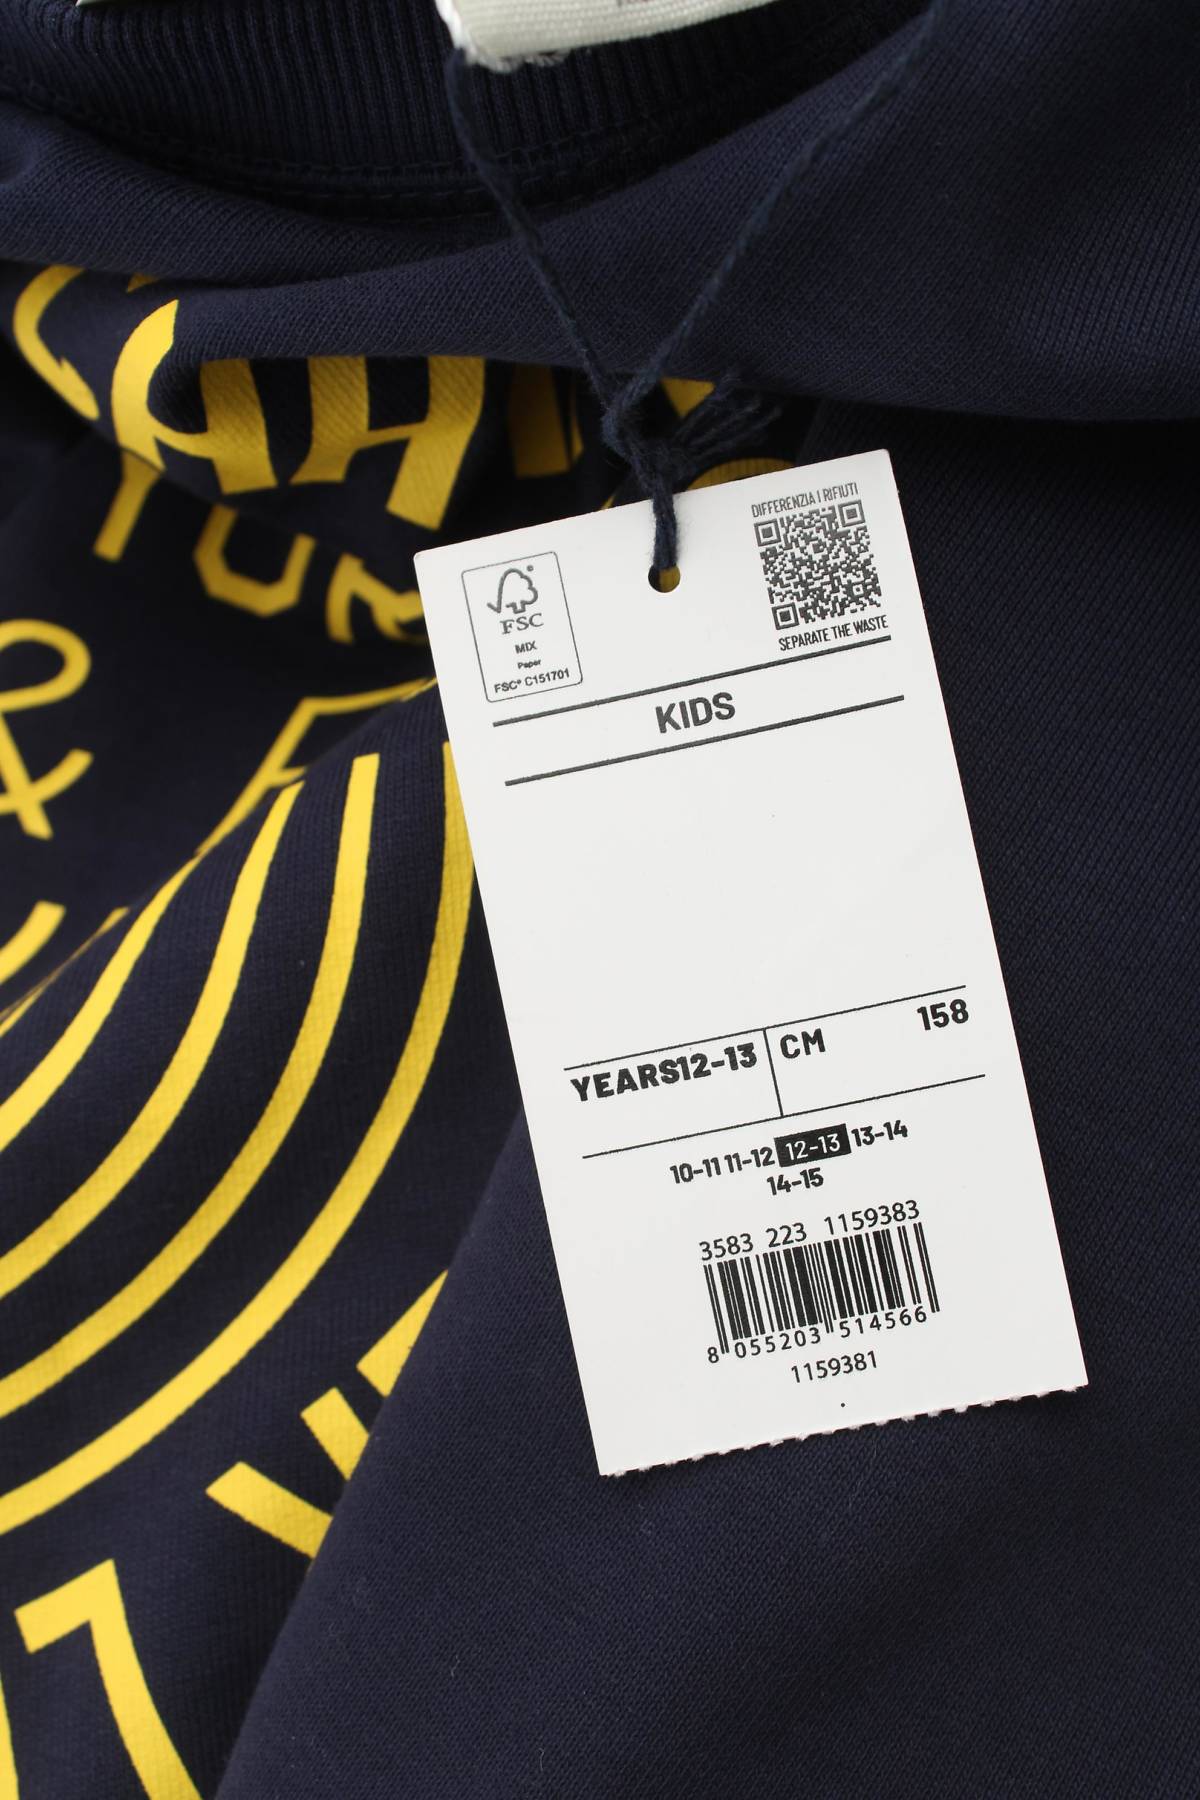 DIFFERENZIA I RIFIUTI
FSC
MIX
Paper
FSC® C151701
SEPARATE THE WASTE
KIDS
YEARS12-13
CM 158
10-11 11-12 12-13 13-14
14-15
3583 223 1159383
8 055203 514566
1159381
&